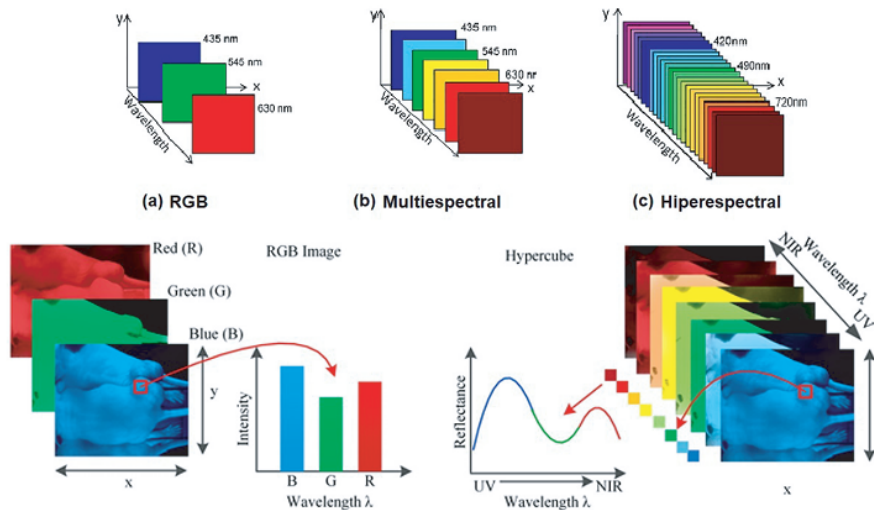 y
435 nm
545 nm
x
630 nm
Wavelength
(a) RGB
y
435 nm
545 nm
630 nr
x
Wavelength
(b) Multiespectral
y
420nm
490nm
x
720nm
Wavelength
(c) Hiperespectral
Red (R)
Green (G)
Blue (B)
y
x
RGB Image
Intensity
B G R
Wavelength λ
Hypercube
Reflectance
UV NIR
Wavelength λ
NIR
Wavelength λ
UV
x